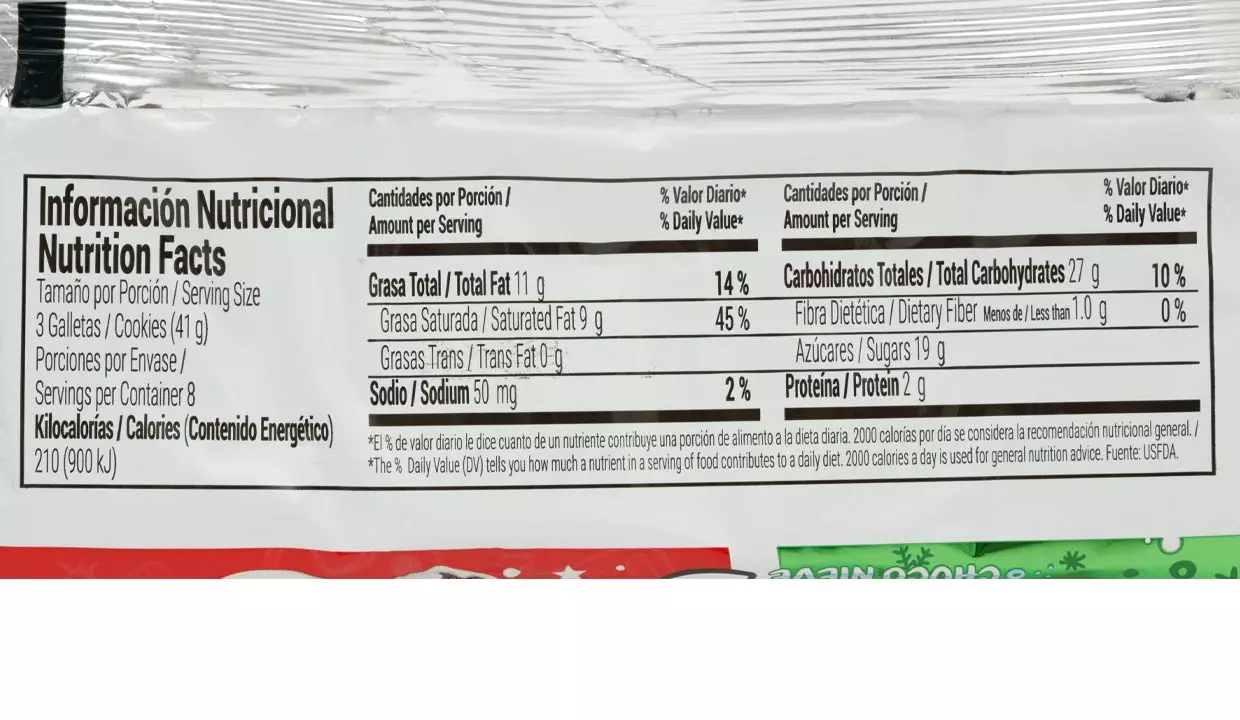 Información Nutricional
Nutrition Facts
Tamaño por Porción / Serving Size
3 Galletas / Cookies (41 g)
Porciones por Envase /
Servings per Container 8
Kilocalorías / Calories (Contenido Energético)
210 (900 kJ)
Cantidades por Porción / % Valor Diario*
Amount per Serving % Daily Value*
Grasa Total / Total Fat 11 g 14 %
Grasa Saturada / Saturated Fat 9 g 45 %
Grasas Trans / Trans Fat 0 g
Sodio / Sodium 50 mg 2 %
Cantidades por Porción / % Valor Diario*
Amount per Serving % Daily Value*
Carbohidratos Totales / Total Carbohydrates 27 g 10 %
Fibra Dietética / Dietary Fiber Menos de / Less than 1.0 g 0 %
Azúcares / Sugars 19 g
Proteína / Protein 2 g
*El % de valor diario le dice cuanto de un nutriente contribuye una porción de alimento a la dieta diaria. 2000 calorías por día se considera la recomendación nutricional general. /
*The % Daily Value (DV) tells you how much a nutrient in a serving of food contributes to a daily diet. 2000 calories a day is used for general nutrition advice. Fuente: USFDA.
CHOCO NIEVE